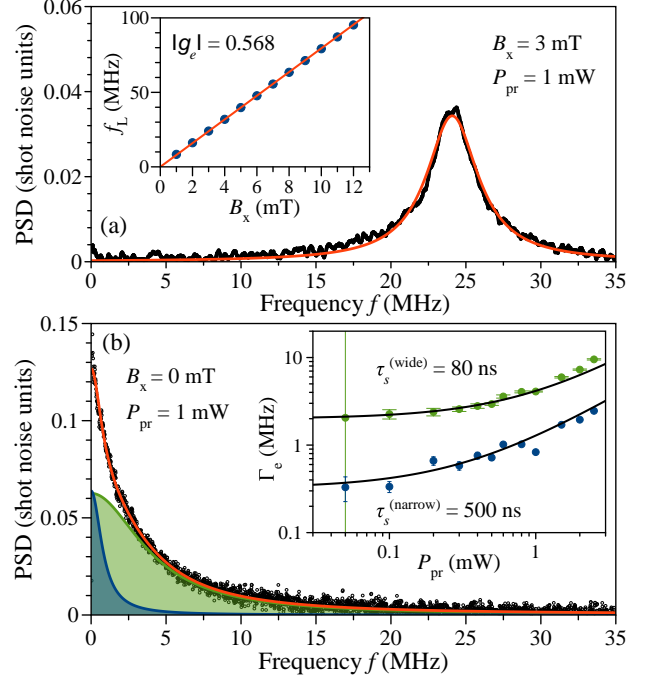 0.06
0.04
0.02
0
PSD (shot noise units)
100
50
0
f_L (MHz)
|g_e| = 0.568
0 2 4 6 8 10 12
B_x (mT)
B_x = 3 mT
P_pr = 1 mW
(a)
0 5 10 15 20 25 30 35
Frequency f (MHz)
0.15
0.1
0.05
0
PSD (shot noise units)
(b)
B_x = 0 mT
P_pr = 1 mW
10
1
0.1
Γ_e (MHz)
τ_s^(wide) = 80 ns
τ_s^(narrow) = 500 ns
0.1 1
P_pr (mW)
0 5 10 15 20 25 30 35
Frequency f (MHz)